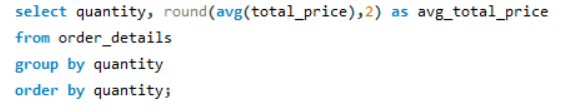 select quantity, round(avg(total_price),2) as avg_total_price
from order_details
group by quantity
order by quantity;